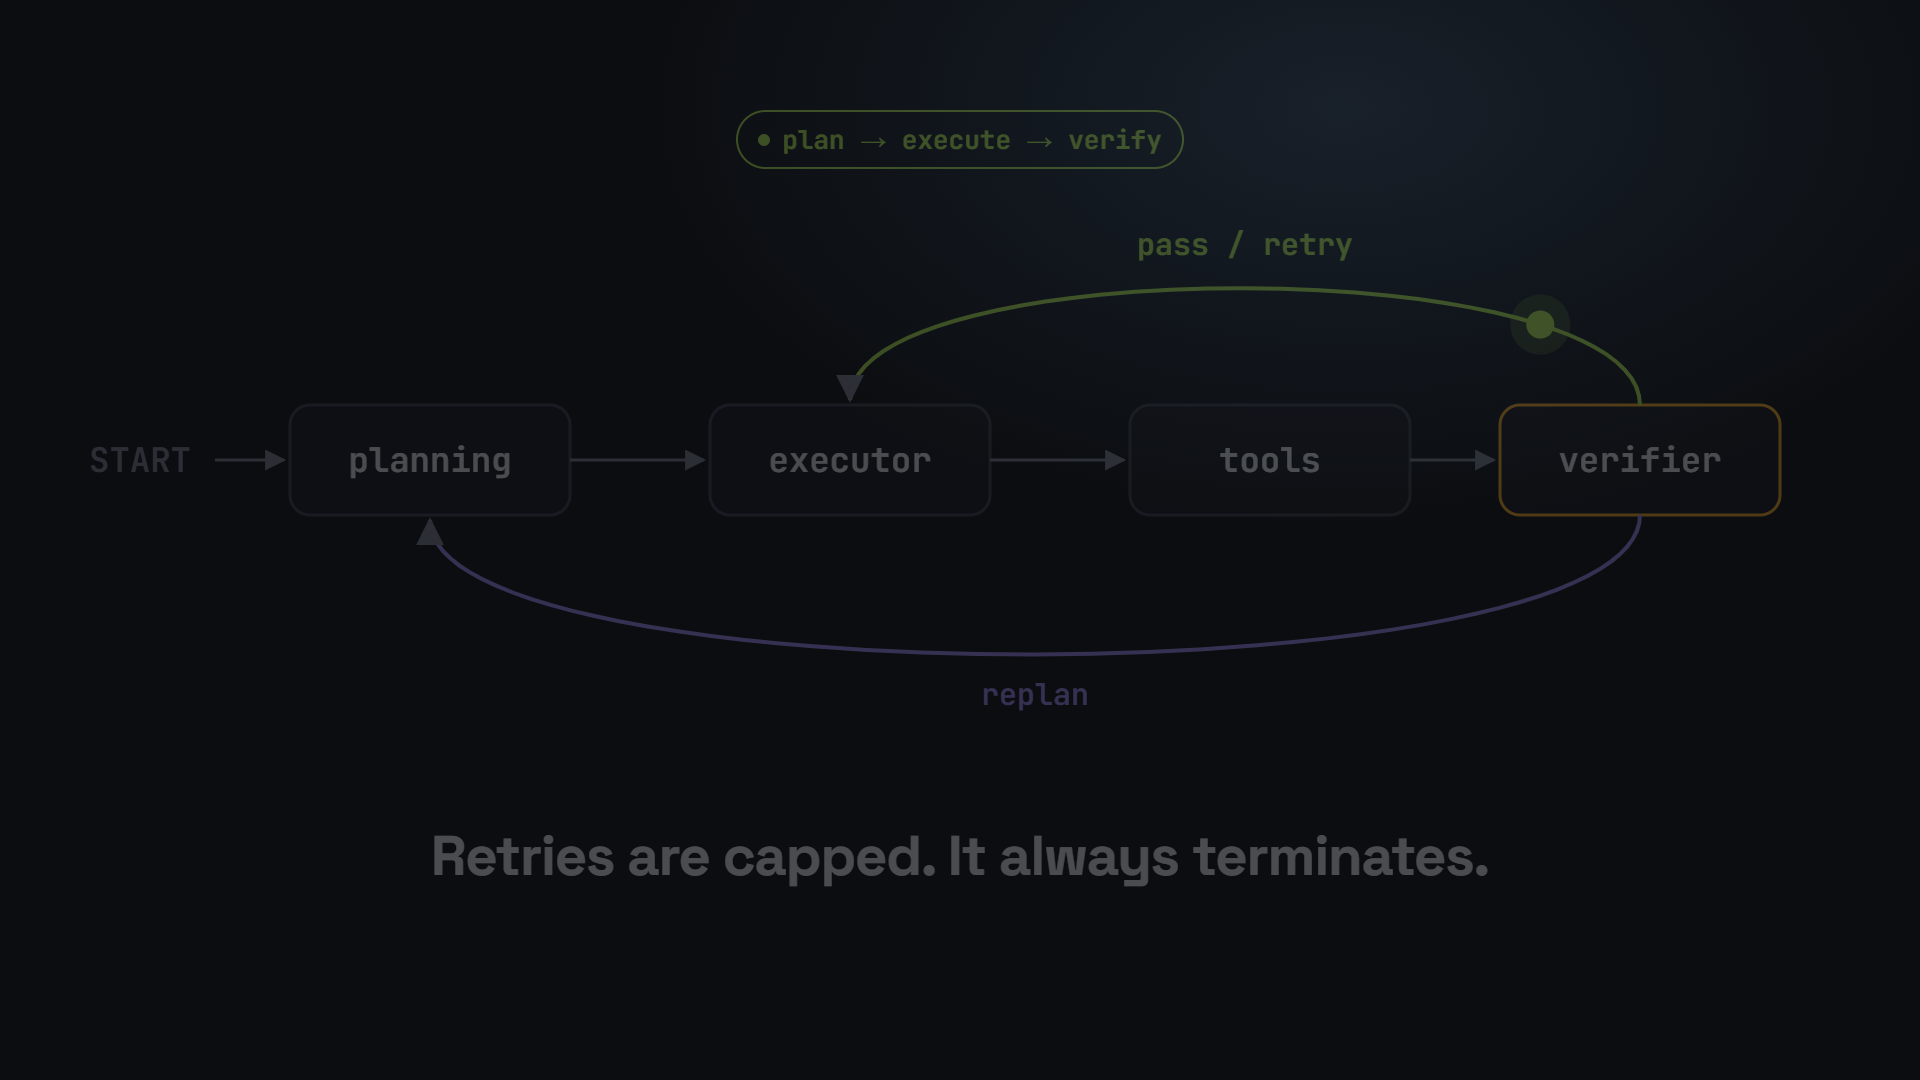 plan → execute → verify
pass / retry
START
planning
executor
tools
verifier
replan
Retries are capped. It always terminates.